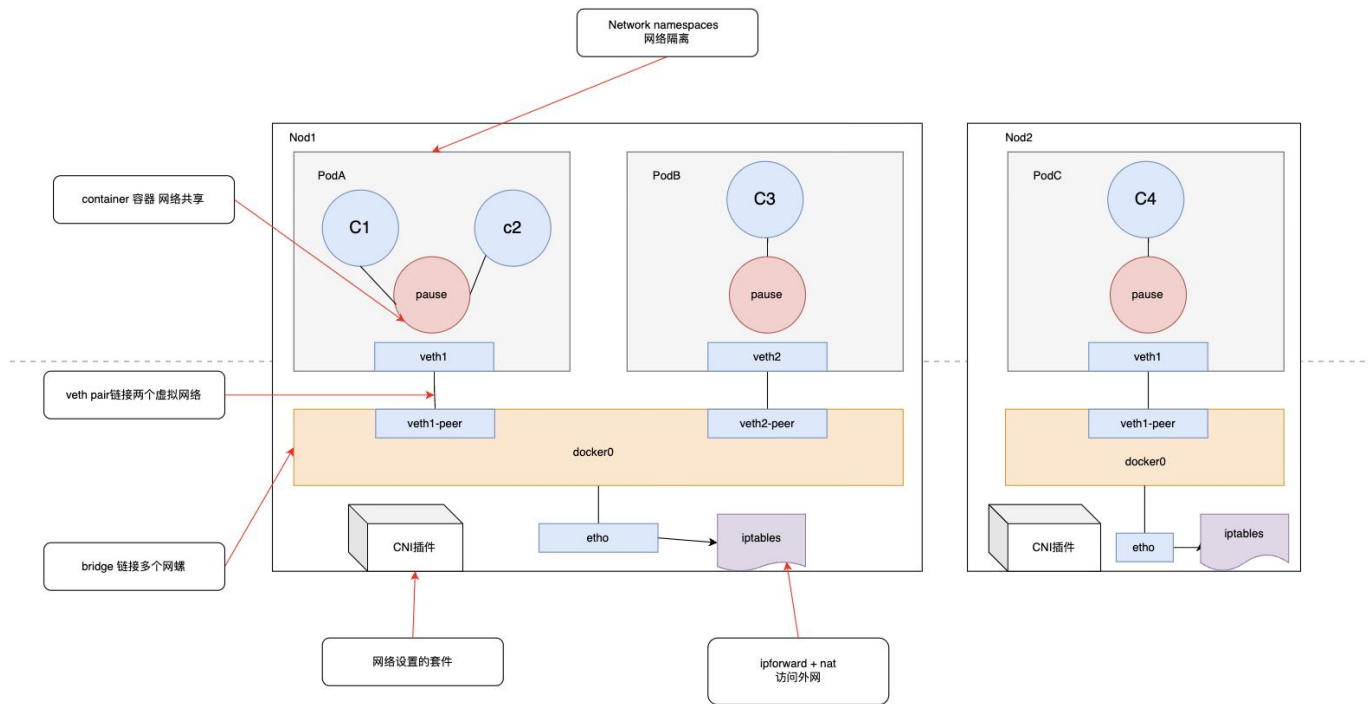 Network namespaces
网络隔离
Nod1
Nod2
PodA
PodB
PodC
container 容器 网络共享
C1
c2
C3
C4
pause
pause
pause
veth1
veth2
veth1
veth pair链接两个虚拟网络
veth1-peer
veth2-peer
veth1-peer
docker0
docker0
bridge 链接多个网螺
CNI插件
etho
iptables
CNI插件
etho
iptables
网络设置的套件
ipforward + nat
访问外网